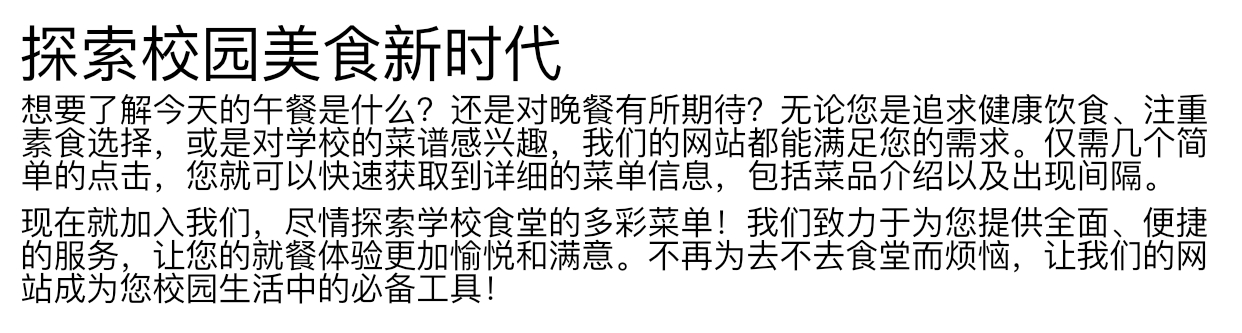 探索校园美食新时代
想要了解今天的午餐是什么？还是对晚餐有所期待？无论您是追求健康饮食、注重
素食选择，或是对学校的菜谱感兴趣，我们的网站都能满足您的需求。仅需几个简
单的点击，您就可以快速获取到详细的菜单信息，包括菜品介绍以及出现间隔。
现在就加入我们，尽情探索学校食堂的多彩菜单！我们致力于为您提供全面、便捷
的服务，让您的就餐体验更加愉悦和满意。不再为去不去食堂而烦恼，让我们的网
站成为您校园生活中的必备工具！